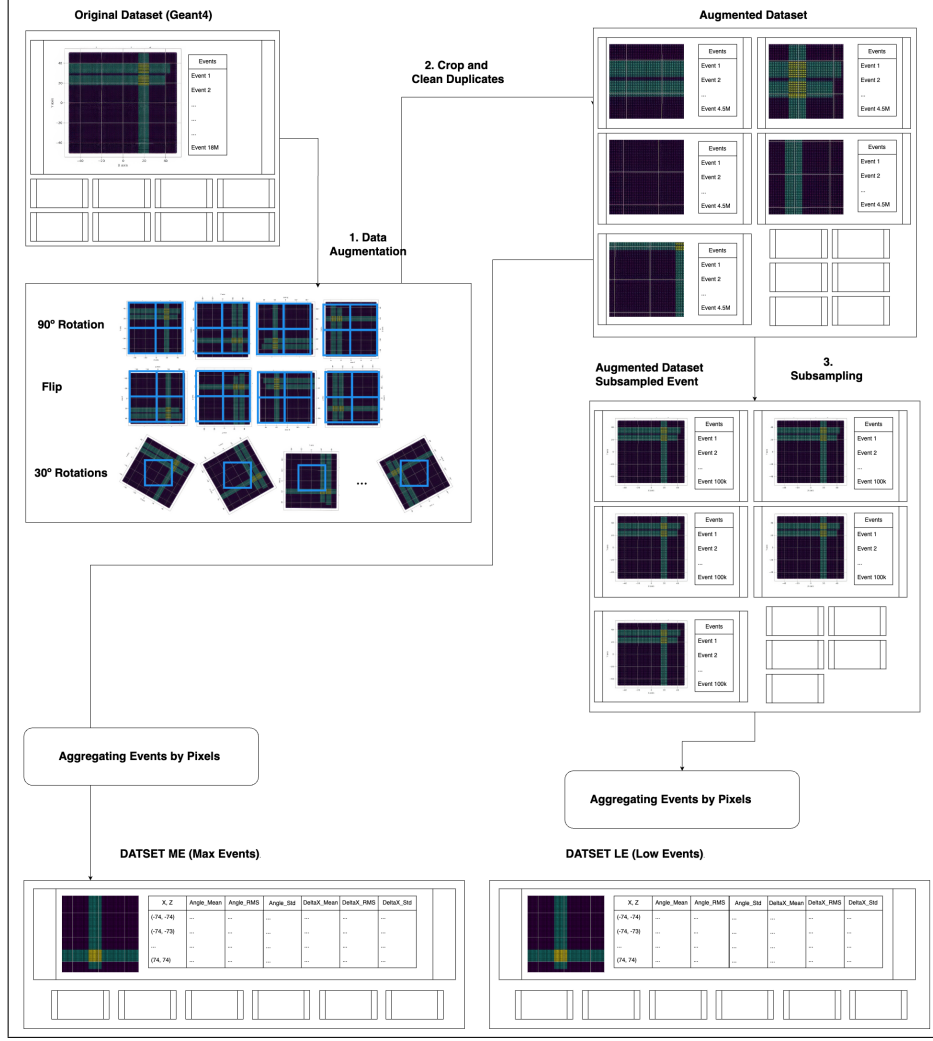 Original Dataset (Geant4)
Events
Event 1
Event 2
...
...
Event 18M
X axis
2. Crop and
Clean Duplicates
1. Data
Augmentation
Augmented Dataset
Events
Event 1
Event 2
...
Event 4.5M
Events
Event 1
Event 2
...
Event 4.5M
Events
Event 1
Event 2
...
Event 4.5M
Events
Event 1
Event 2
...
Event 4.5M
Events
Event 1
Event 2
...
Event 4.5M
90º Rotation
Flip
30º Rotations
...
3.
Subsampling
Augmented Dataset
Subsampled Event
Events
Event 1
Event 2
...
Event 100k
Events
Event 1
Event 2
...
Event 100k
Events
Event 1
Event 2
...
Event 100k
Events
Event 1
Event 2
...
Event 100k
Events
Event 1
Event 2
...
Event 100k
Aggregating Events by Pixels
Aggregating Events by Pixels
DATSET ME (Max Events)
X, Z Angle_Mean Angle_RMS Angle_Std DeltaX_Mean DeltaX_RMS DeltaX_Std
(-74, -74) ... ... ... ... ... ...
(-74, -73) ... ... ... ... ... ...
... ... ... ... ... ... ...
(74, 74) ... ... ... ... ... ...
DATSET LE (Low Events)
X, Z Angle_Mean Angle_RMS Angle_Std DeltaX_Mean DeltaX_RMS DeltaX_Std
(-74, -74) ... ... ... ... ... ...
(-74, -73) ... ... ... ... ... ...
... ... ... ... ... ... ...
(74, 74) ... ... ... ... ... ...